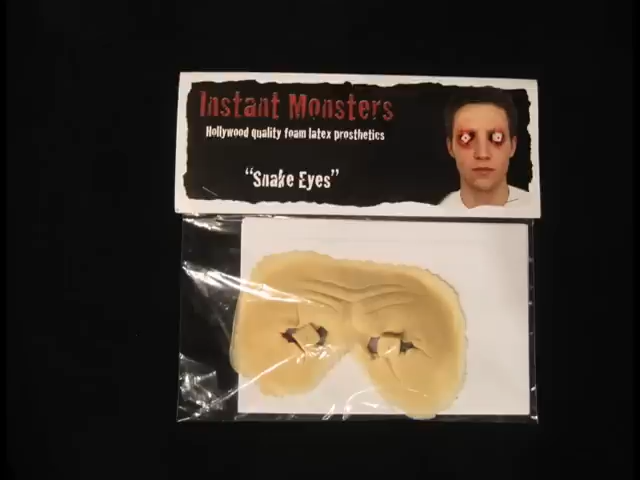 Instant Monsters
Hollywood quality foam latex prosthetics
"Snake Eyes"